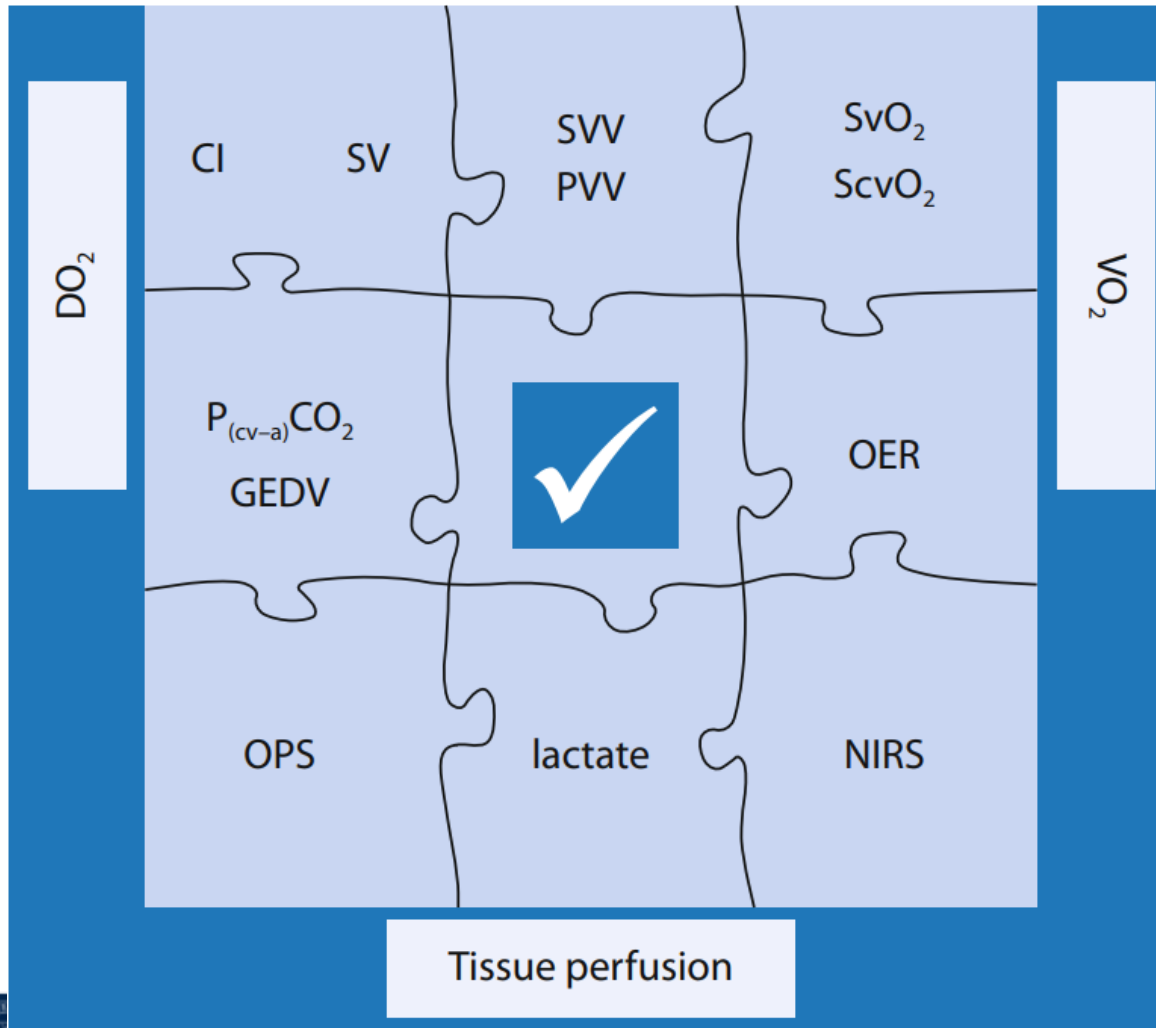 DO₂
CI SV
SVV
PVV
SvO₂
ScvO₂
VO₂
P₍cv–a₎CO₂
GEDV
OER
OPS
lactate
NIRS
Tissue perfusion